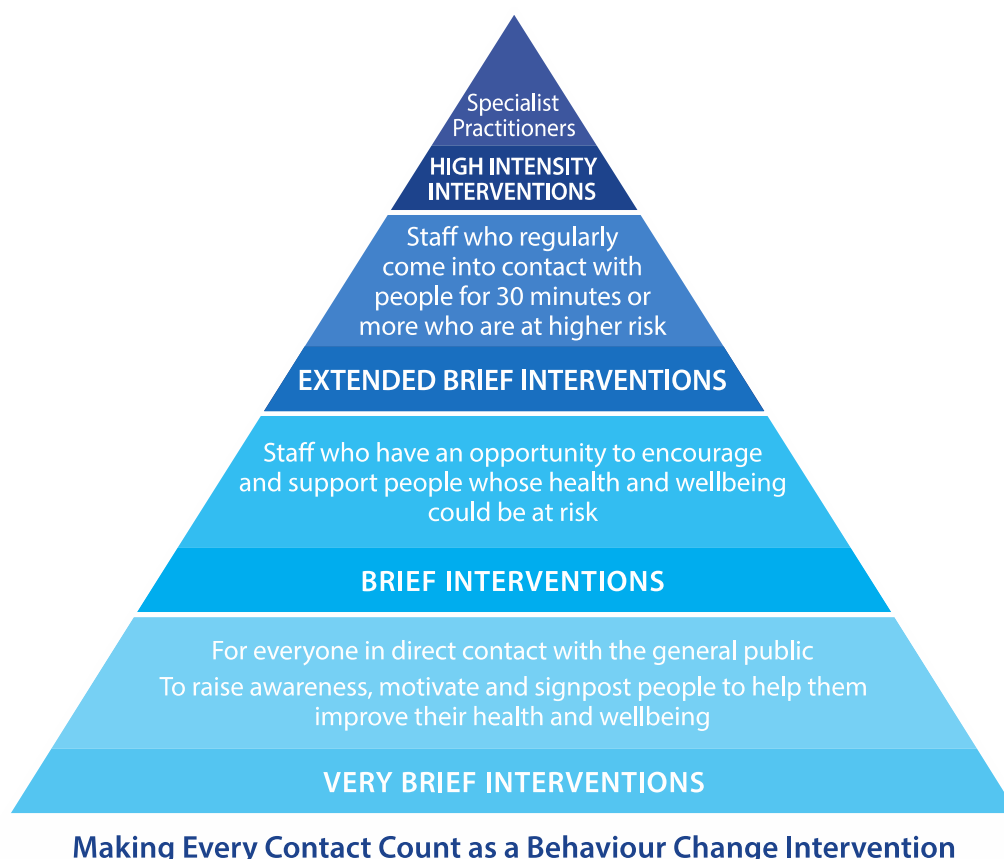 Specialist
Practitioners
HIGH INTENSITY
INTERVENTIONS
Staff who regularly
come into contact with
people for 30 minutes or
more who are at higher risk
EXTENDED BRIEF INTERVENTIONS
Staff who have an opportunity to encourage
and support people whose health and wellbeing
could be at risk
BRIEF INTERVENTIONS
For everyone in direct contact with the general public
To raise awareness, motivate and signpost people to help them
improve their health and wellbeing
VERY BRIEF INTERVENTIONS
Making Every Contact Count as a Behaviour Change Intervention